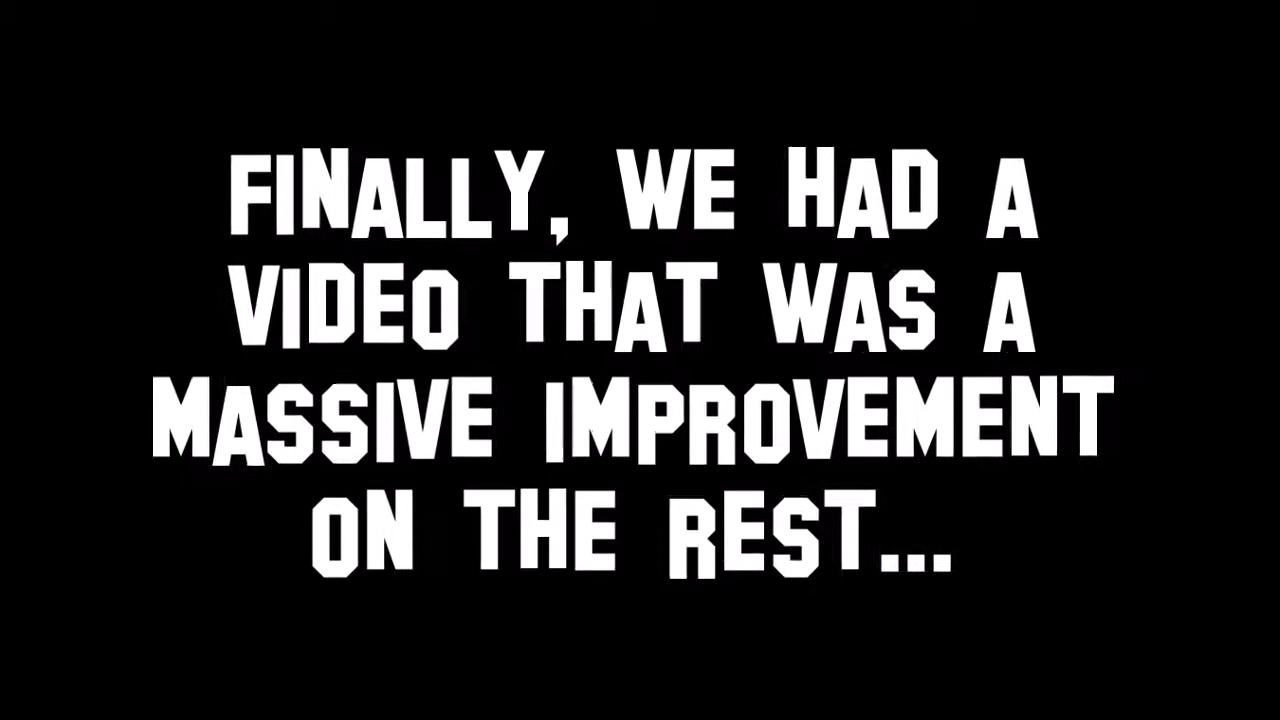 FINALLY, WE HAD A
VIDEO THAT WAS A
MASSIVE IMPROVEMENT
ON THE REST...